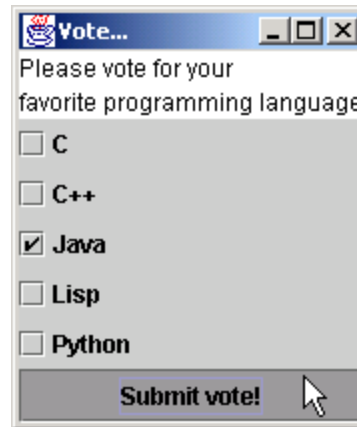 Vote...
Please vote for your
favorite programming language
C
C++
Java
Lisp
Python
Submit vote!